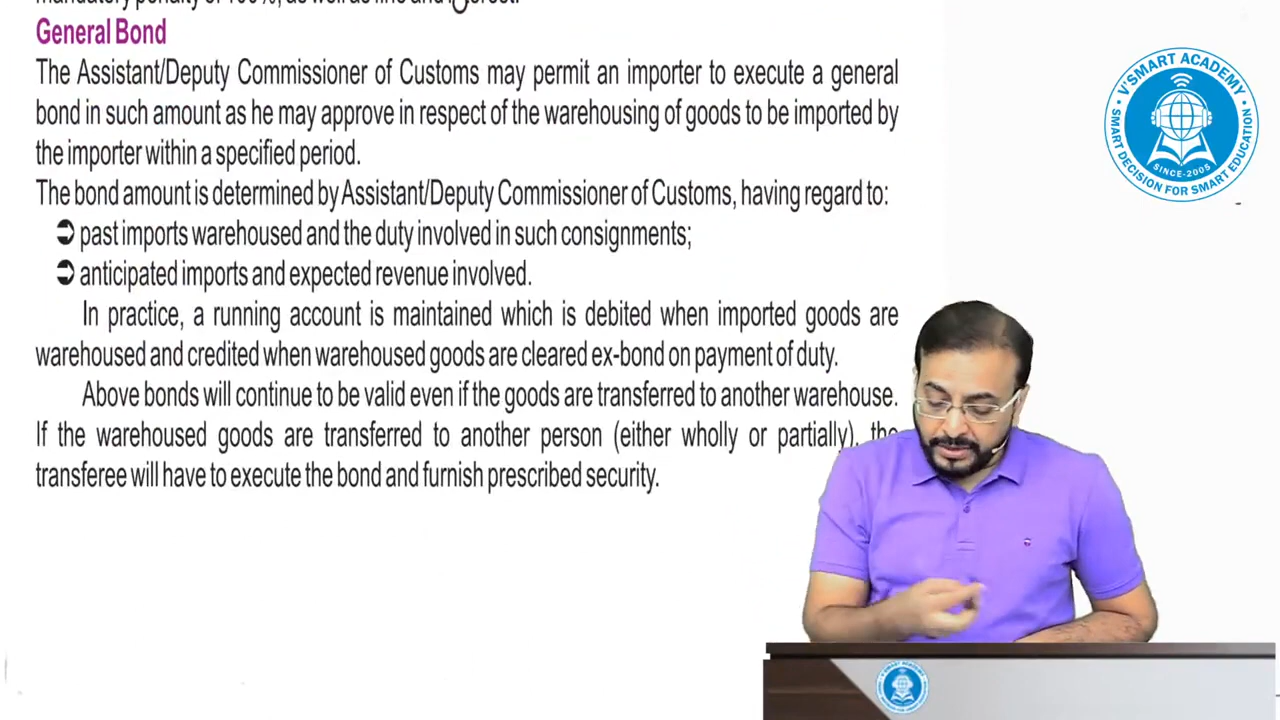 mandatory penalty of 100%, as well as fine and
General Bond
The Assistant/Deputy Commissioner of Customs may permit an importer to execute a general
bond in such amount as he may approve in respect of the warehousing of goods to be imported by
the importer within a specified period.
The bond amount is determined by Assistant/Deputy Commissioner of Customs, having regard to:
➲ past imports warehoused and the duty involved in such consignments;
➲ anticipated imports and expected revenue involved.
In practice, a running account is maintained which is debited when imported goods are
warehoused and credited when warehoused goods are cleared ex-bond on payment of duty.
Above bonds will continue to be valid even if the goods are transferred to another warehouse.
If the warehoused goods are transferred to another person (either wholly or partially), the
transferee will have to execute the bond and furnish prescribed security.
V'SMART ACADEMY
SMART DECISION FOR SMART EDUCATION
SINCE-2005